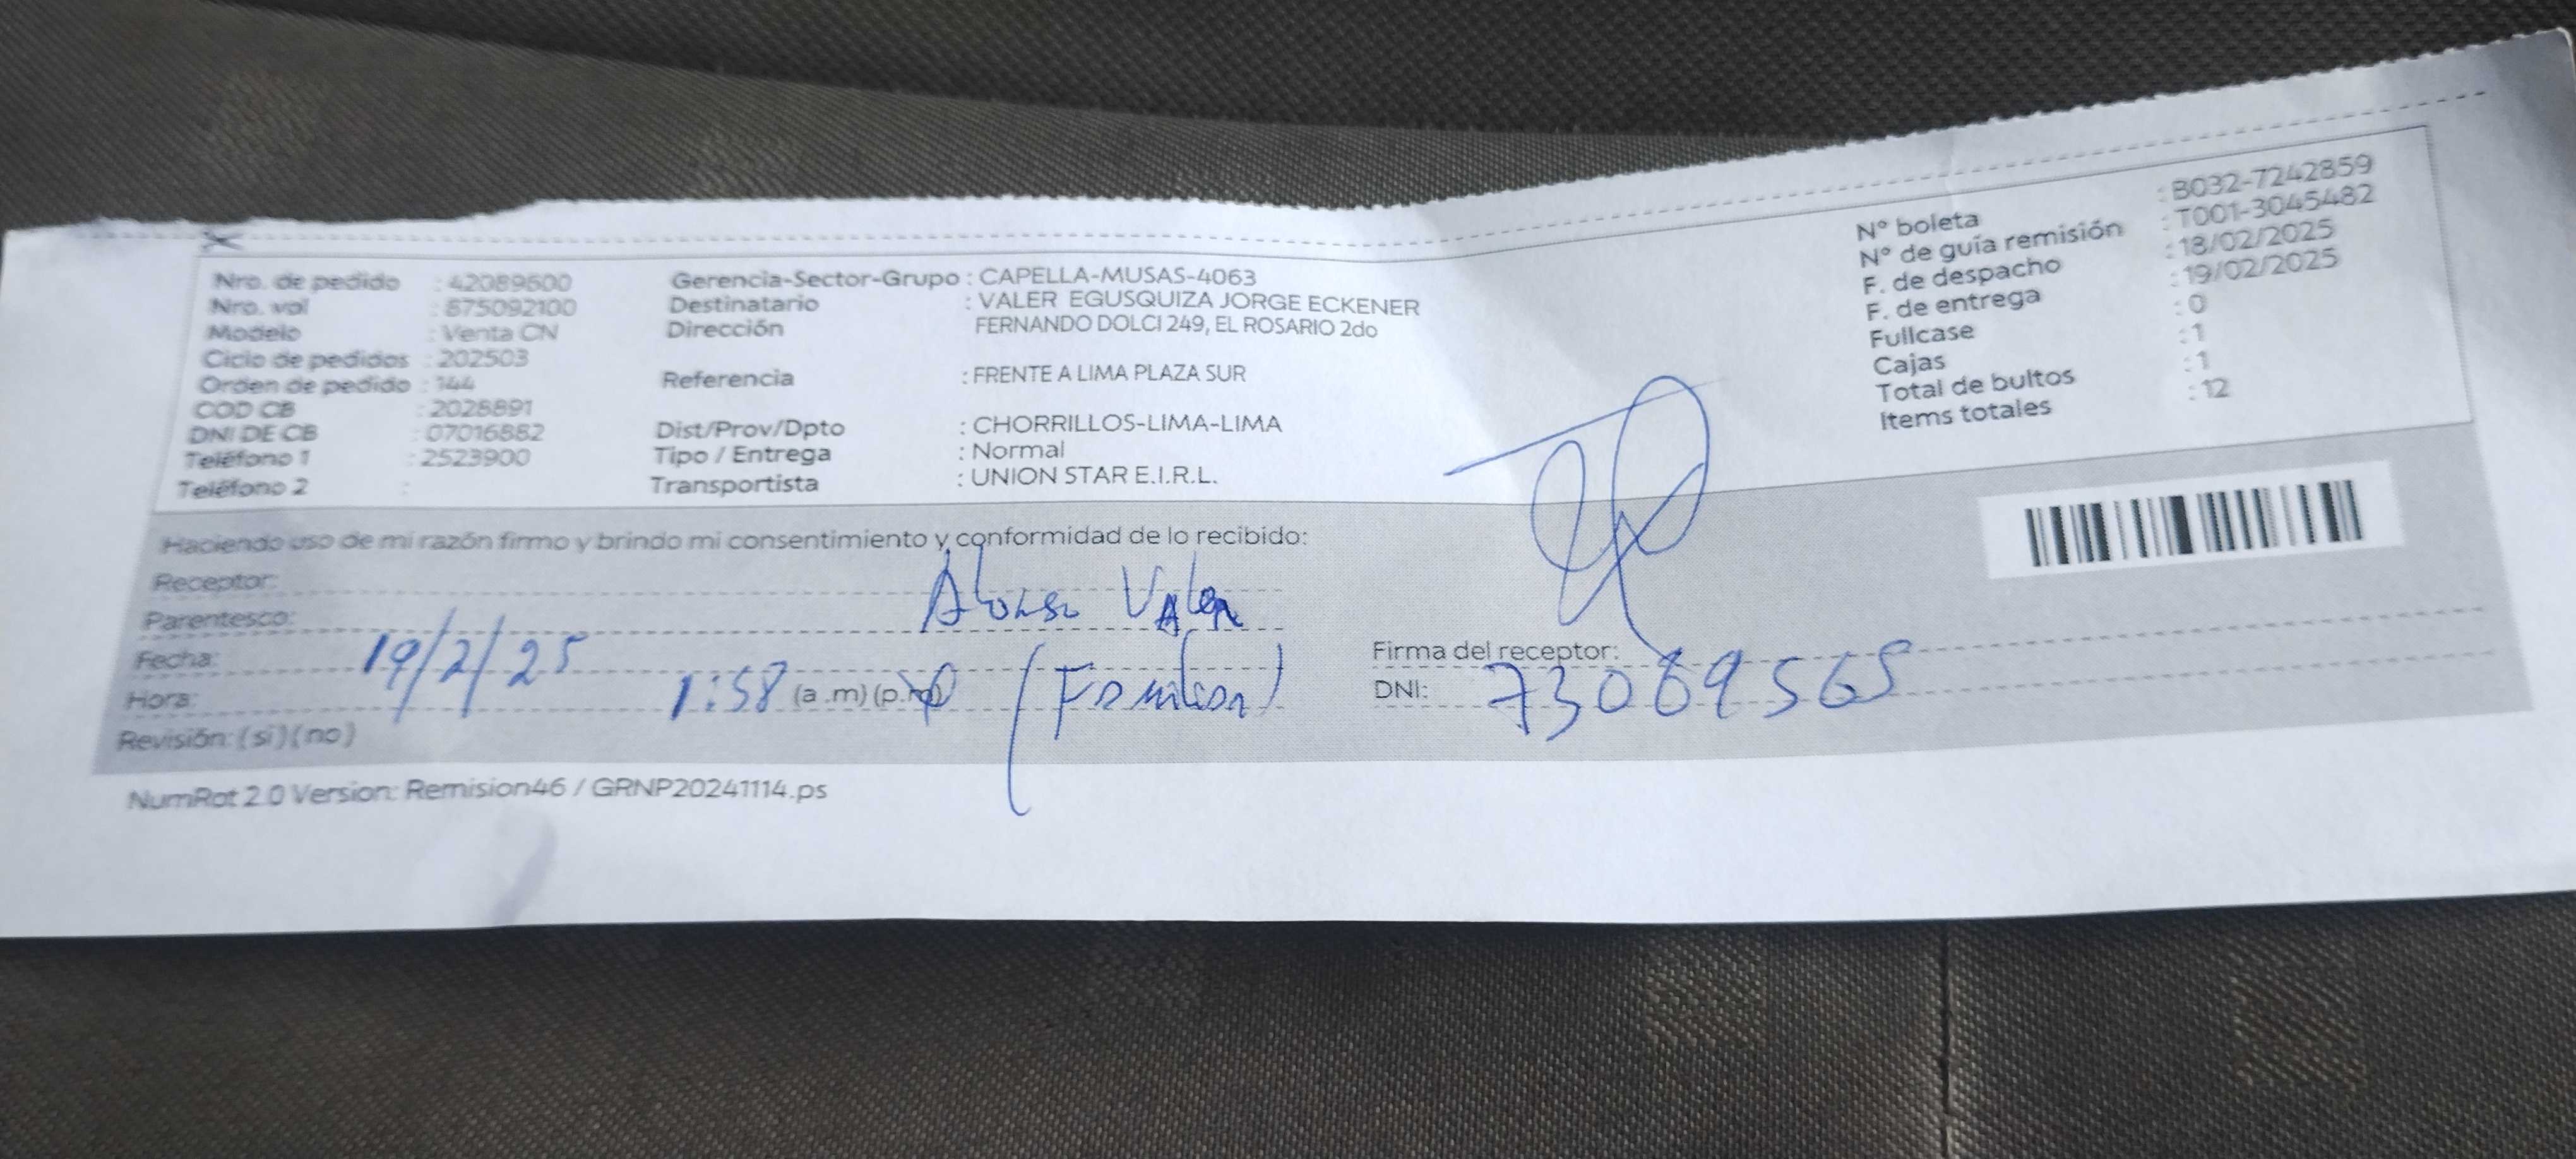 Nro. de pedido : 42089600
Nro. val : 875092100
Modelo : Venta CN
Ciclo de pedidos : 202503
Orden de pedido : 144
COD CB : 2028891
DNI DE CB : 07016882
Teléfono 1 : 2523900
Teléfono 2 :
Gerencia-Sector-Grupo : CAPELLA-MUSAS-4063
Destinatario : VALER EGUSQUIZA JORGE ECKENER
Dirección FERNANDO DOLCI 249, EL ROSARIO 2do
Referencia : FRENTE A LIMA PLAZA SUR
Dist/Prov/Dpto : CHORRILLOS-LIMA-LIMA
Tipo / Entrega : Normal
Transportista : UNION STAR E.I.R.L.
N° boleta : B032-7242859
N° de guía remisión : T001-3045482
F. de despacho : 18/02/2025
F. de entrega : 19/02/2025
Fullcase : 0
Cajas : 1
Total de bultos : 1
Items totales : 12
Haciendo uso de mi razón firmo y brindo mi consentimiento y conformidad de lo recibido:
Receptor: Alonso Valer
Parentesco: (Familiar)
Fecha: 19/2/25
Hora: 1:58 (a.m) (p.m)
Revisión: (si) (no)
Firma del receptor:
DNI: 73089565
NumRot 2.0 Version: Remision46 / GRNP20241114.ps